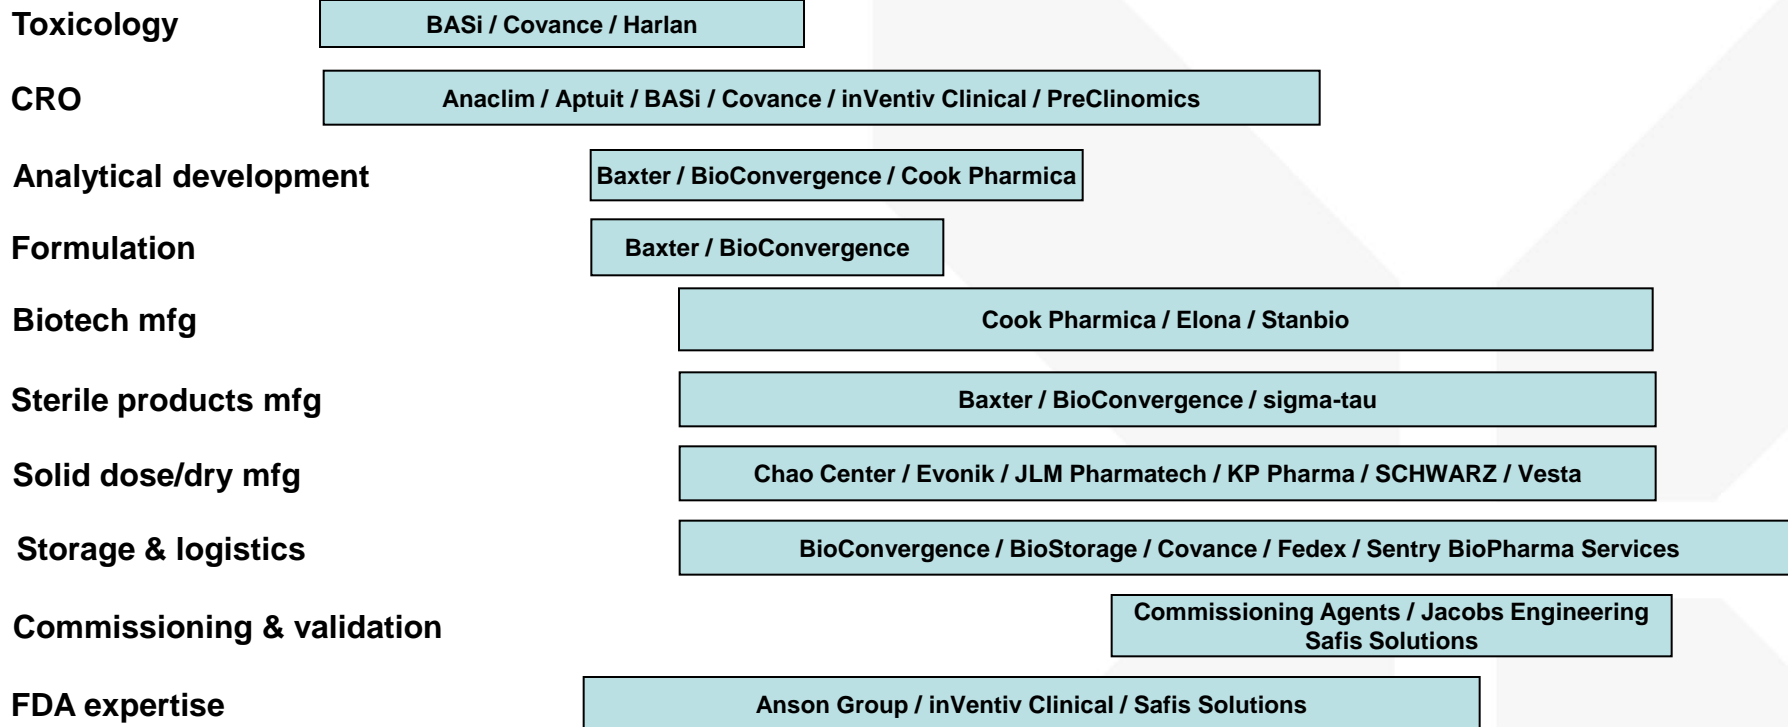 Toxicology
BASi / Covance / Harlan
CRO
Anaclim / Aptuit / BASi / Covance / inVentiv Clinical / PreClinomics
Analytical development
Baxter / BioConvergence / Cook Pharmica
Formulation
Baxter / BioConvergence
Biotech mfg
Cook Pharmica / Elona / Stanbio
Sterile products mfg
Baxter / BioConvergence / sigma-tau
Solid dose/dry mfg
Chao Center / Evonik / JLM Pharmatech / KP Pharma / SCHWARZ / Vesta
Storage & logistics
BioConvergence / BioStorage / Covance / Fedex / Sentry BioPharma Services
Commissioning & validation
Commissioning Agents / Jacobs Engineering
Safis Solutions
FDA expertise
Anson Group / inVentiv Clinical / Safis Solutions